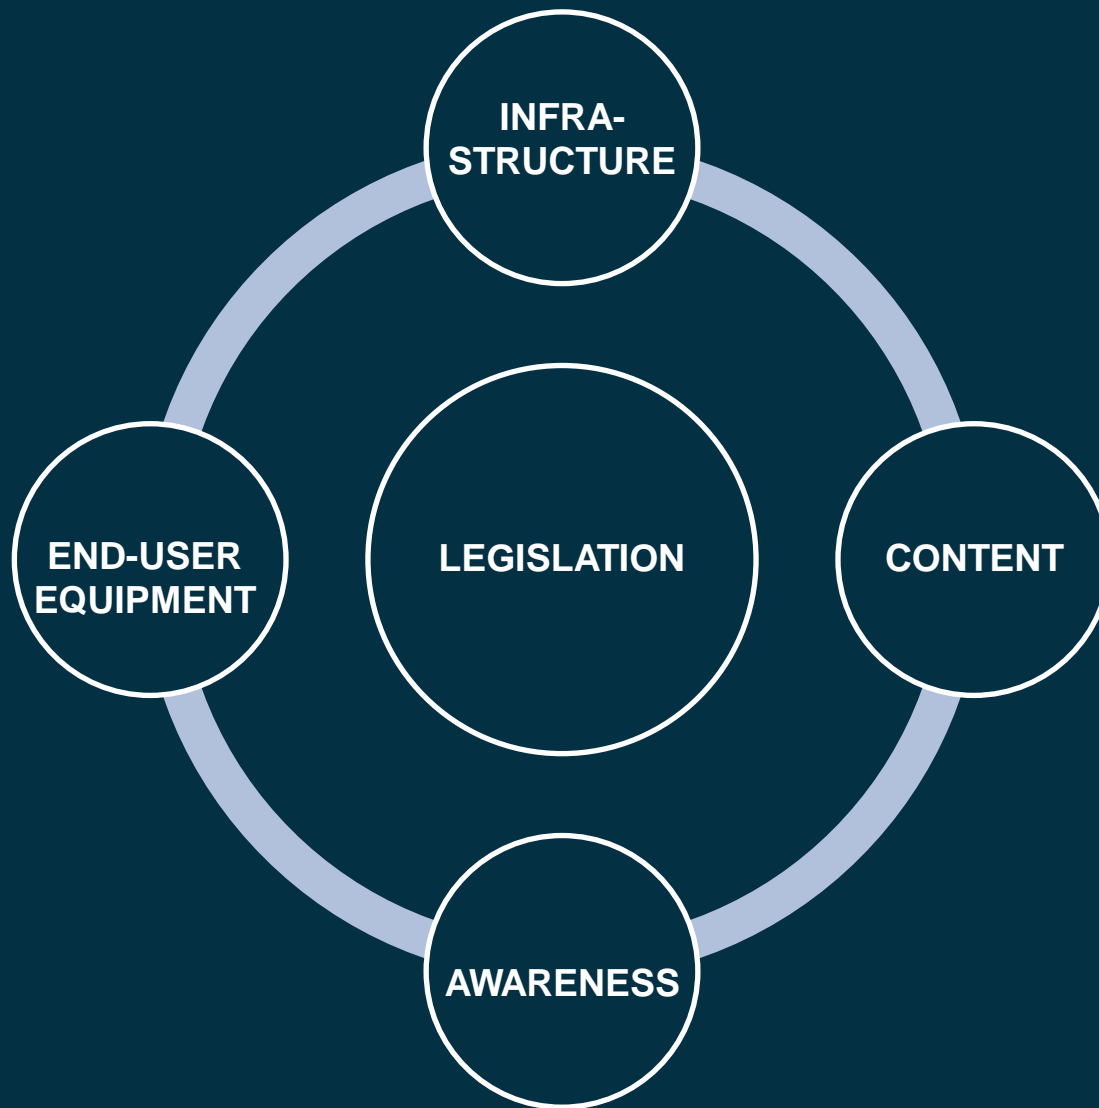 INFRA-
STRUCTURE
END-USER
EQUIPMENT
LEGISLATION
CONTENT
AWARENESS